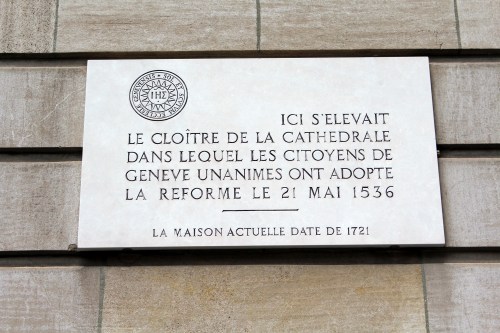 ICI S'ELEVAIT
LE CLOÎTRE DE LA CATHEDRALE
DANS LEQUEL LES CITOYENS DE
GENEVE UNANIMES ONT ADOPTE
LA REFORME LE 21 MAI 1536
LA MAISON ACTUELLE DATE DE 1721